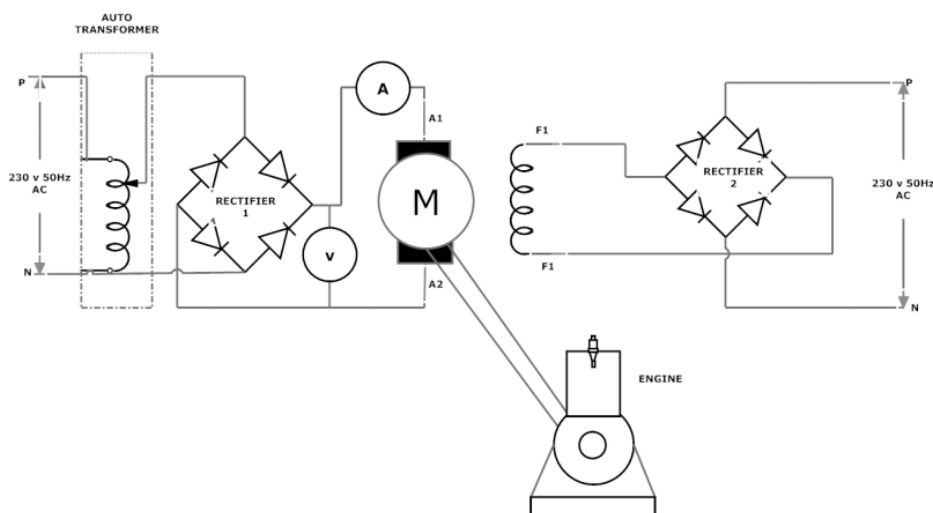 AUTO
TRANSFORMER
P
230 v 50Hz
AC
N
RECTIFIER
1
A
V
A1
M
A2
F1
F1
RECTIFIER
2
P
230 v 50Hz
AC
N
ENGINE